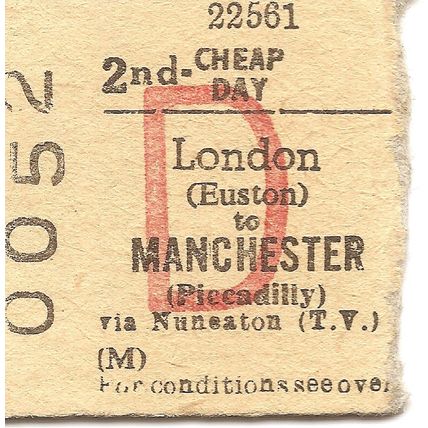 22561
2nd-CHEAP
DAY
London
(Euston)
to
MANCHESTER
(Piccadilly)
via Nuneaton (T.V.)
(M)
For conditions see over
0052
D